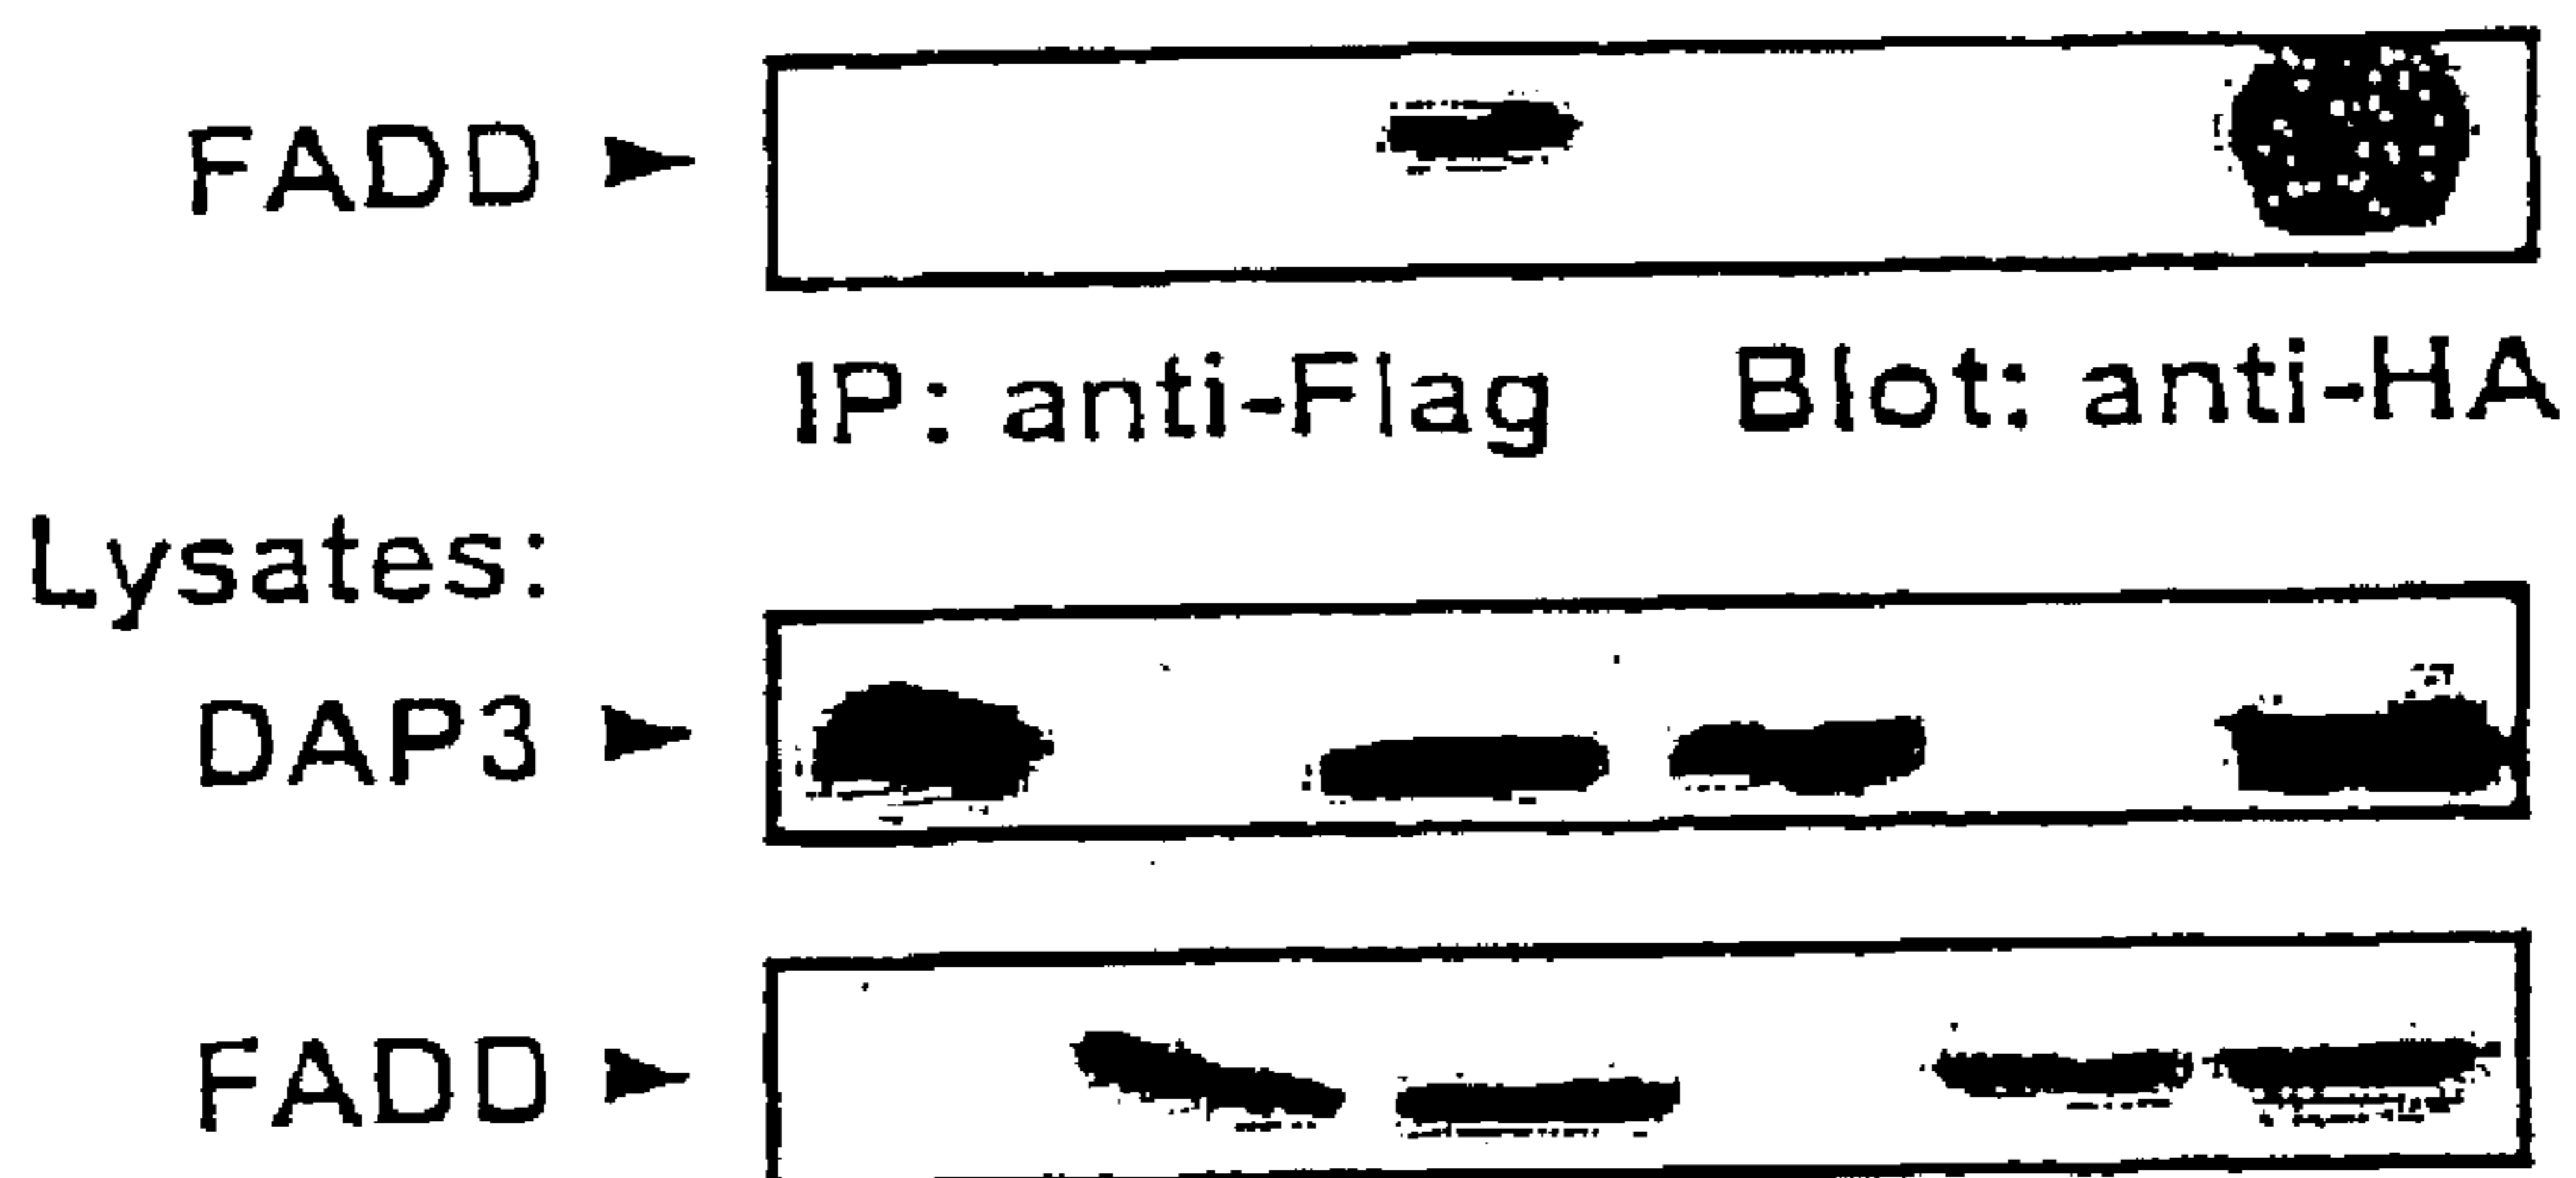 FADD
IP: anti-Flag Blot: anti-HA
Lysates:
DAP3
FADD